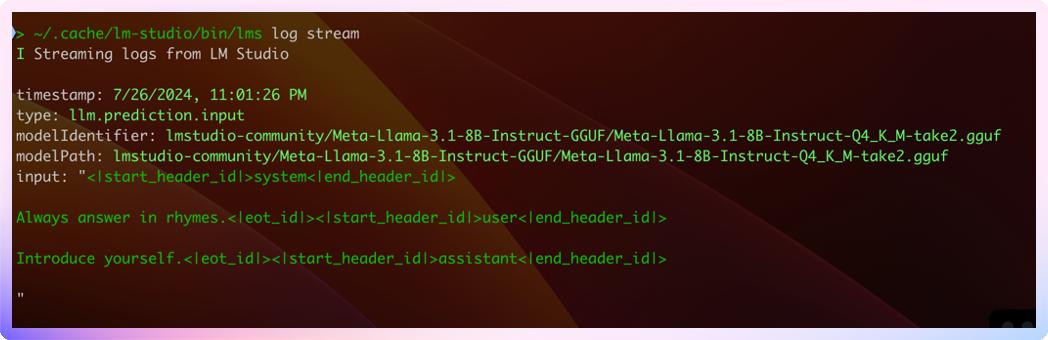 > ~/.cache/lm-studio/bin/lms log stream
I Streaming logs from LM Studio
timestamp: 7/26/2024, 11:01:26 PM
type: llm.prediction.input
modelIdentifier: lmstudio-community/Meta-Llama-3.1-8B-Instruct-GGUF/Meta-Llama-3.1-8B-Instruct-Q4_K_M-take2.gguf
modelPath: lmstudio-community/Meta-Llama-3.1-8B-Instruct-GGUF/Meta-Llama-3.1-8B-Instruct-Q4_K_M-take2.gguf
input: "<|start_header_id|>system<|end_header_id|>
Always answer in rhymes.<|eot_id|><|start_header_id|>user<|end_header_id|>
Introduce yourself.<|eot_id|><|start_header_id|>assistant<|end_header_id|>
"